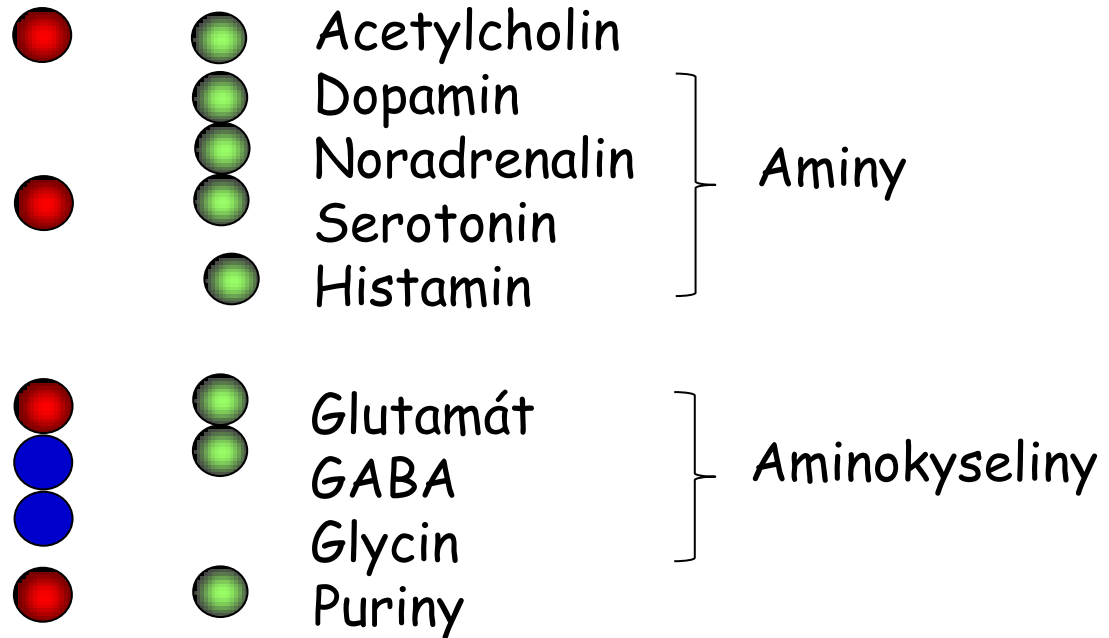 Acetylcholin
Dopamin
Noradrenalin
Serotonin
Histamin
Aminy
Glutamát
GABA
Glycin
Puriny
Aminokyseliny